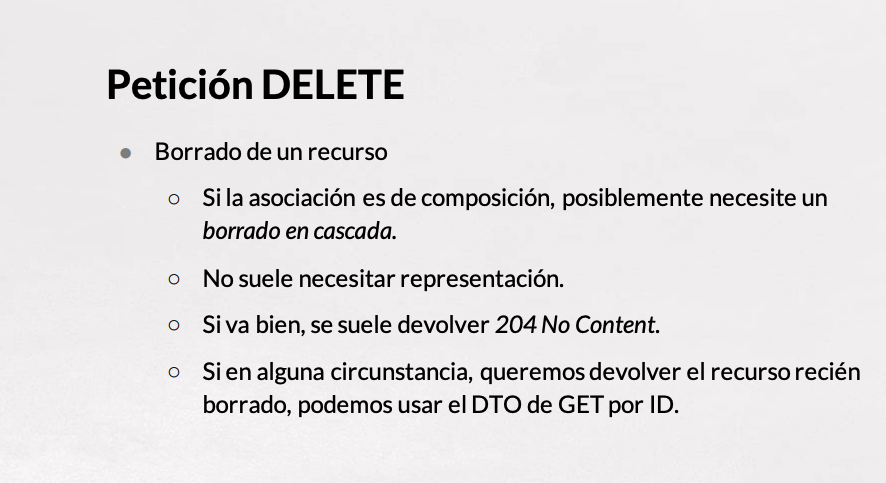 Petición DELETE
● Borrado de un recurso
○ Si la asociación es de composición, posiblemente necesite un
borrado en cascada.
○ No suele necesitar representación.
○ Si va bien, se suele devolver 204 No Content.
○ Si en alguna circunstancia, queremos devolver el recurso recién
borrado, podemos usar el DTO de GET por ID.